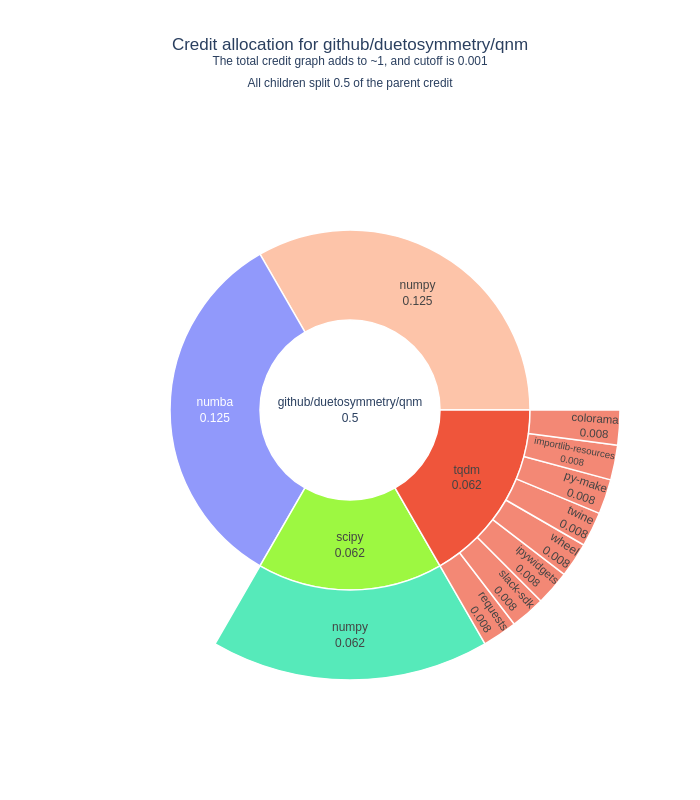 Credit allocation for github/duetosymmetry/qnm
The total credit graph adds to ~1, and cutoff is 0.001
All children split 0.5 of the parent credit
numpy
0.125
numba
0.125
github/duetosymmetry/qnm
0.5
colorama
0.008
importlib-resources
0.008
tqdm
0.062
py-make
0.008
twine
0.008
wheel
0.008
ipywidgets
0.008
slack-sdk
0.008
requests
0.008
scipy
0.062
numpy
0.062